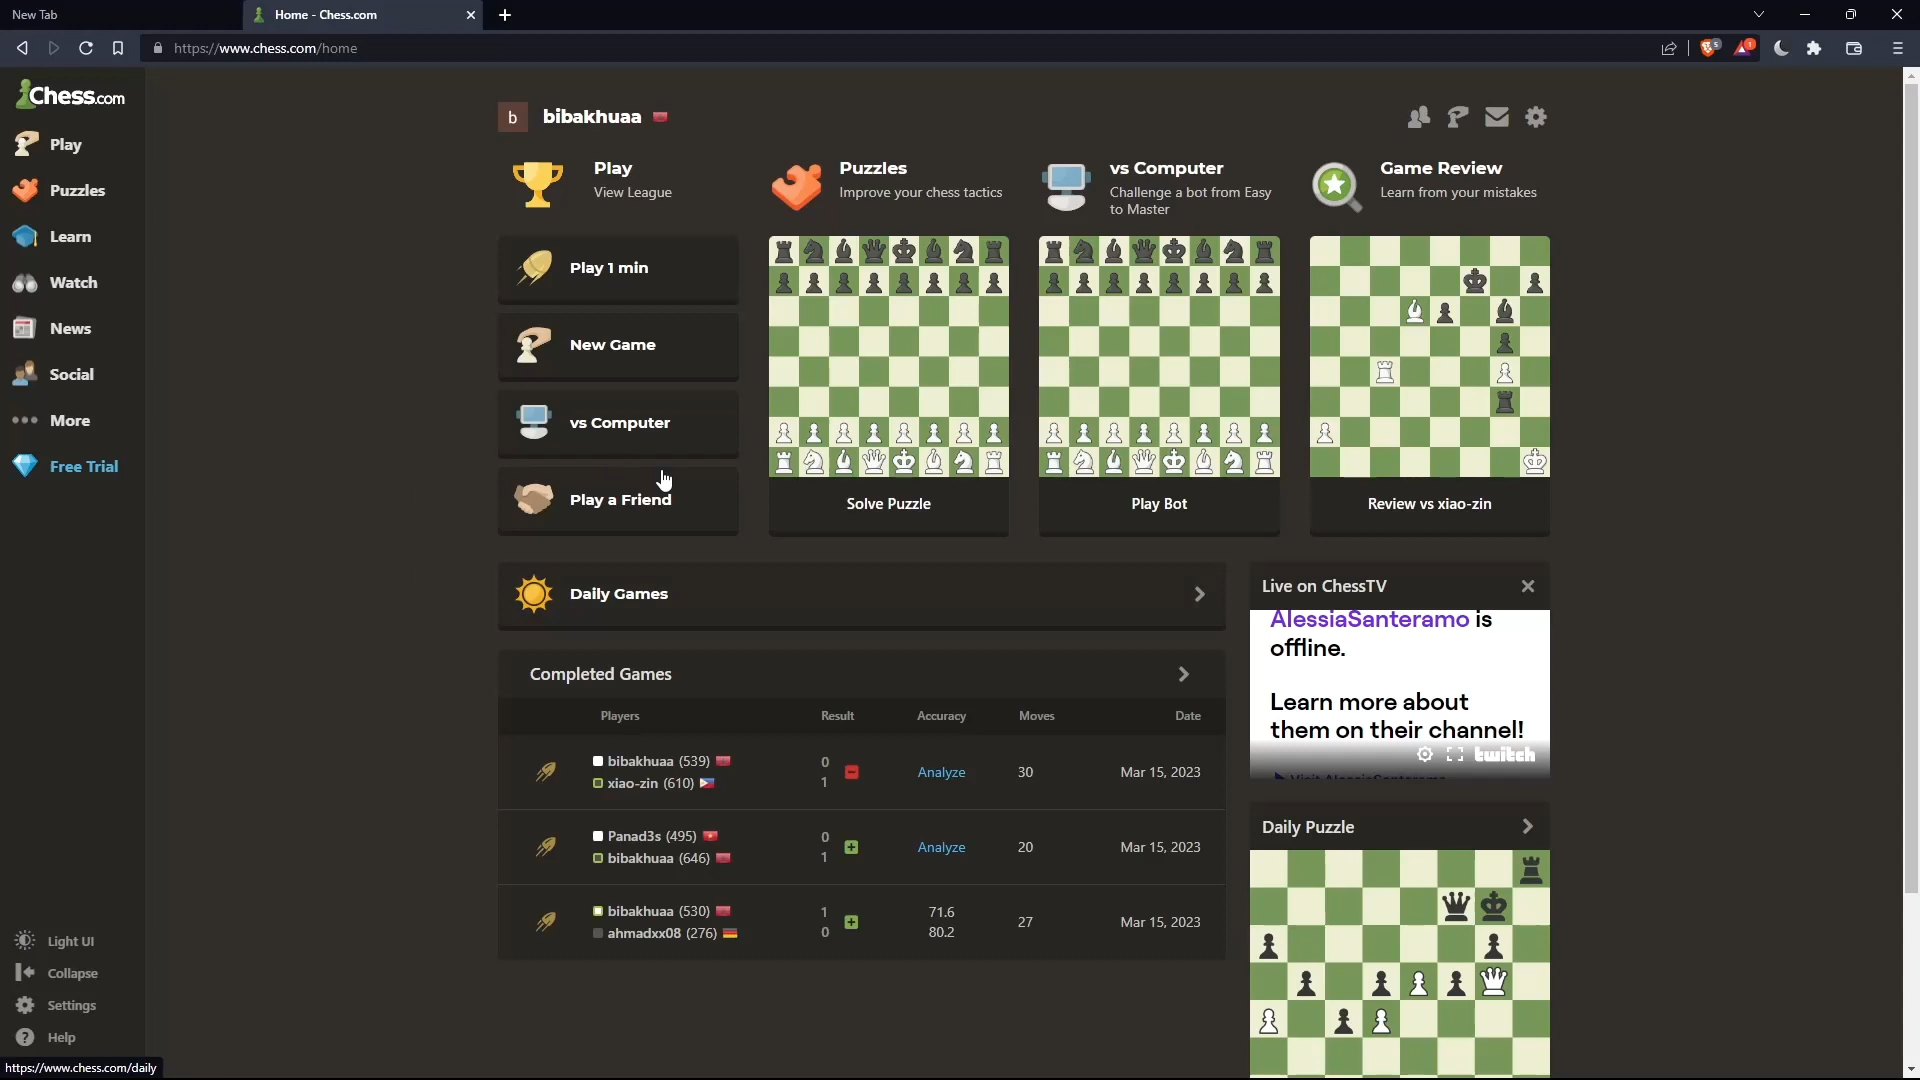 New Tab
Home - Chess.com
https://www.chess.com/home
5
1
Chess.com
Play
Puzzles
Learn
Watch
News
Social
More
Free Trial
Light UI
Collapse
Settings
Help
https://www.chess.com/daily
b
bibakhuaa
Play
View League
Puzzles
Improve your chess tactics
vs Computer
Challenge a bot from Easy
to Master
Game Review
Learn from your mistakes
Play 1 min
New Game
vs Computer
Play a Friend
Solve Puzzle
Play Bot
Review vs xiao-zin
Daily Games
Completed Games
Players Result Accuracy Moves Date
bibakhuaa (539) 0
xiao-zin (610) 1
Analyze 30 Mar 15, 2023
Panad3s (495) 0
bibakhuaa (646) 1
Analyze 20 Mar 15, 2023
bibakhuaa (530) 1 71.6
ahmadxx08 (276) 0 80.2
27 Mar 15, 2023
Live on ChessTV
AlessiaSanteramo is
offline.
Learn more about
them on their channel!
twitch
Daily Puzzle